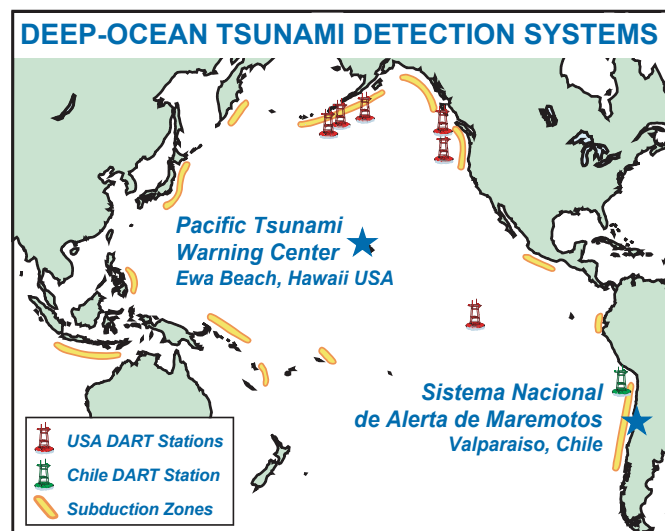 DEEP-OCEAN TSUNAMI DETECTION SYSTEMS
Pacific Tsunami
Warning Center
Ewa Beach, Hawaii USA
Sistema Nacional
de Alerta de Maremotos
Valparaiso, Chile
USA DART Stations
Chile DART Station
Subduction Zones